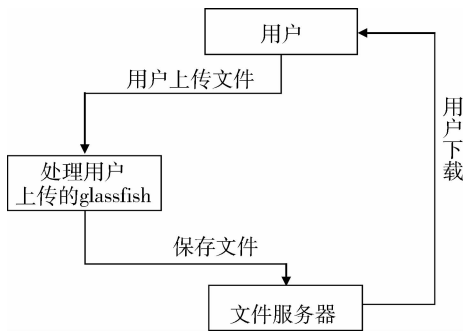 用户
用户上传文件
用户下载
处理用户
上传的glassfish
保存文件
文件服务器